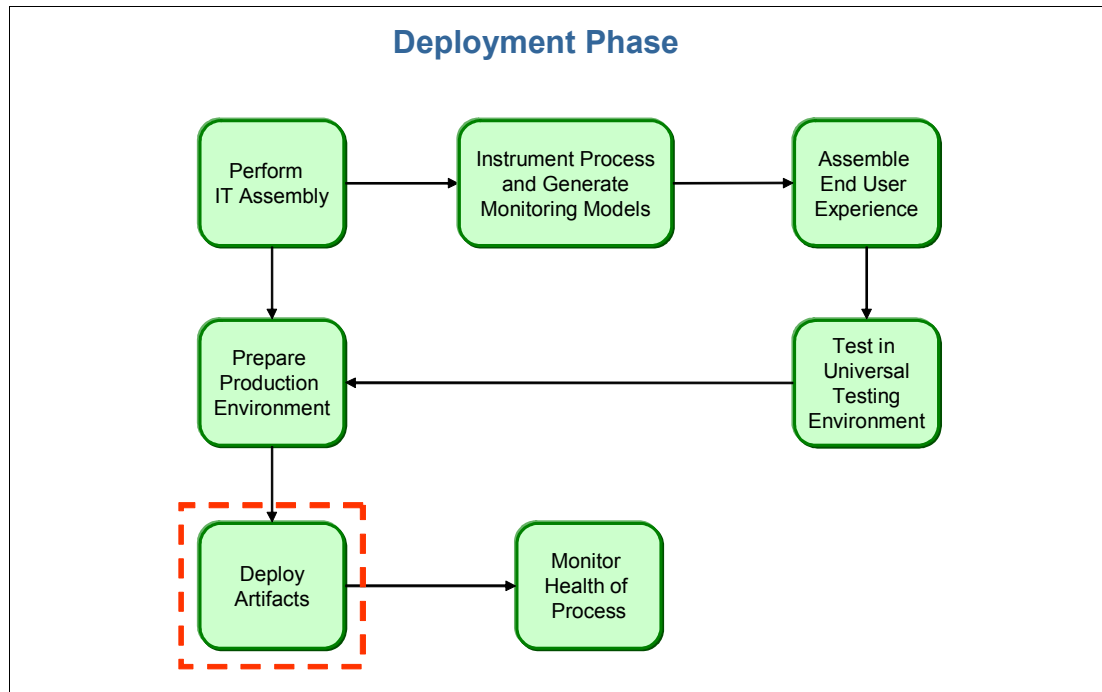 Deployment Phase
Perform
IT Assembly
Instrument Process
and Generate
Monitoring Models
Assemble
End User
Experience
Prepare
Production
Environment
Test in
Universal
Testing
Environment
Deploy
Artifacts
Monitor
Health of
Process